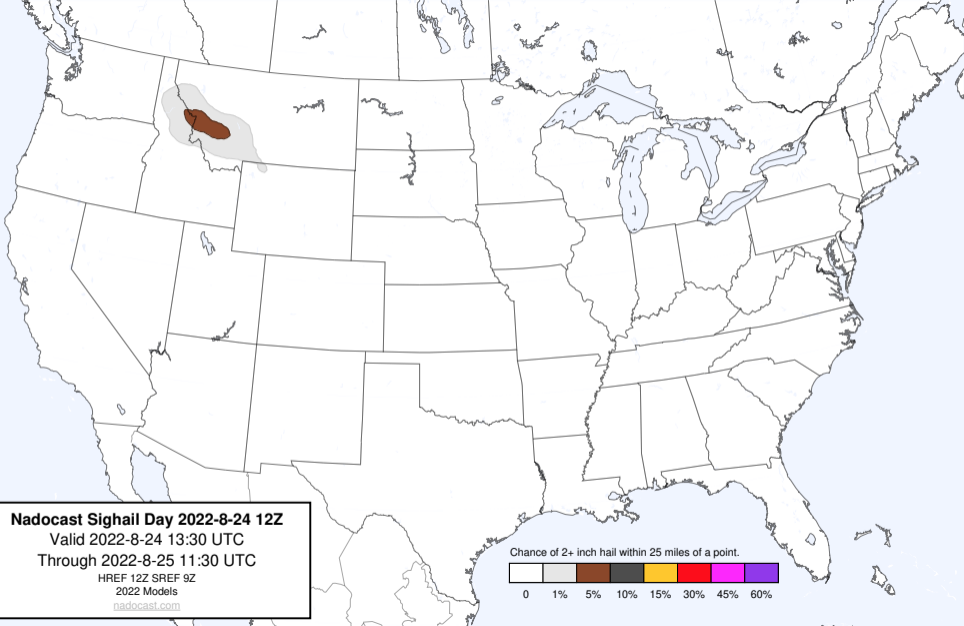 Nadocast Sighail Day 2022-8-24 12Z
Valid 2022-8-24 13:30 UTC
Through 2022-8-25 11:30 UTC
HREF 12Z SREF 9Z
2022 Models
nadocast.com
Chance of 2+ inch hail within 25 miles of a point.
0 1% 5% 10% 15% 30% 45% 60%